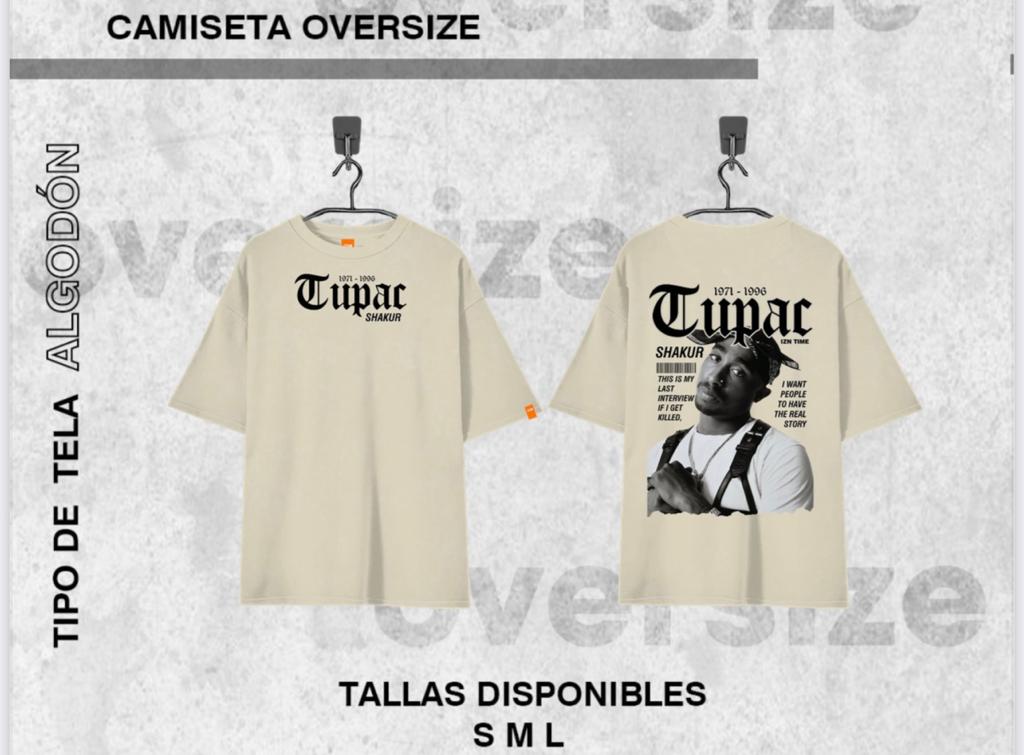 oversize
CAMISETA OVERSIZE
TIPO DE TELA ALGODÓN
oversize
1971 - 1996
Tupac
SHAKUR
1971 - 1996
Tupac
IZN TIME
SHAKUR
THIS IS MY
LAST
INTERVIEW
IF I GET
KILLED,
I WANT
PEOPLE
TO HAVE
THE REAL
STORY
oversize
TALLAS DISPONIBLES
S M L